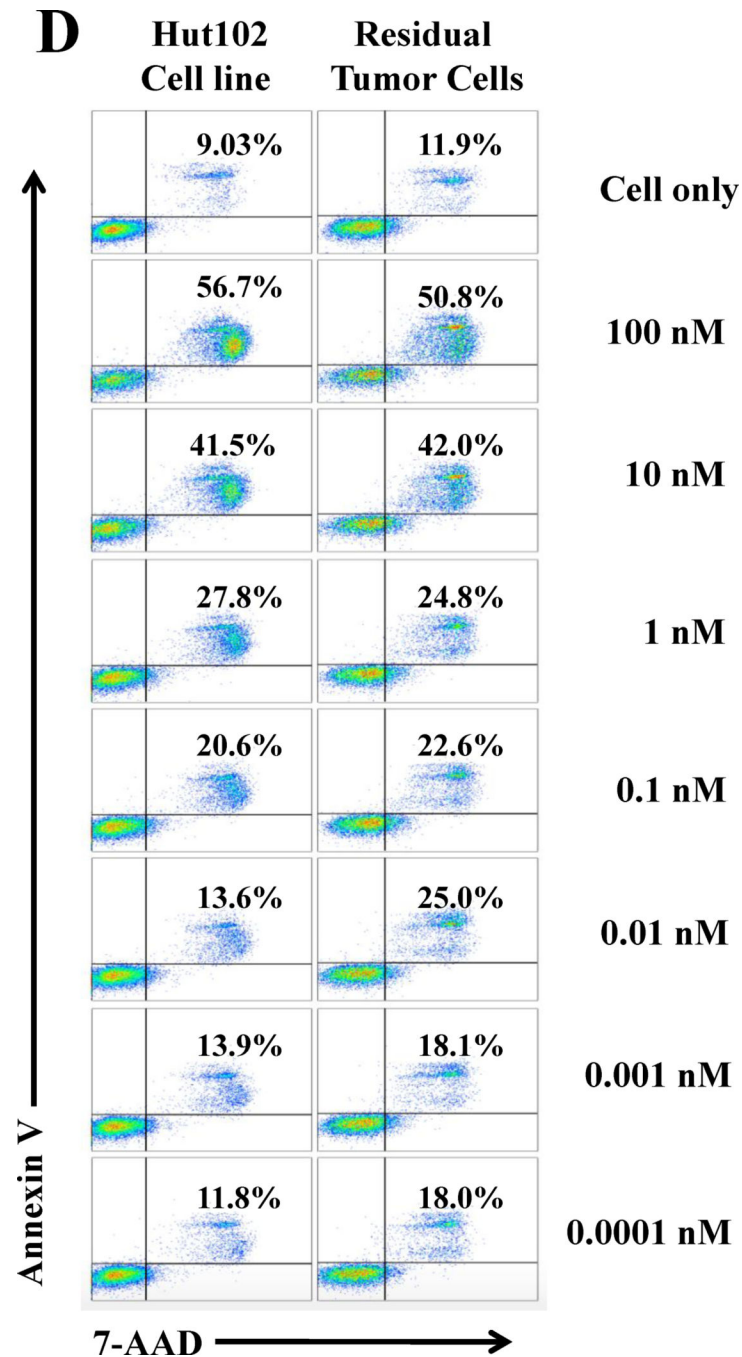 D
Hut102 Residual
Cell line Tumor Cells
9.03% 11.9% Cell only
56.7% 50.8% 100 nM
41.5% 42.0% 10 nM
27.8% 24.8% 1 nM
20.6% 22.6% 0.1 nM
13.6% 25.0% 0.01 nM
13.9% 18.1% 0.001 nM
11.8% 18.0% 0.0001 nM
Annexin V
7-AAD